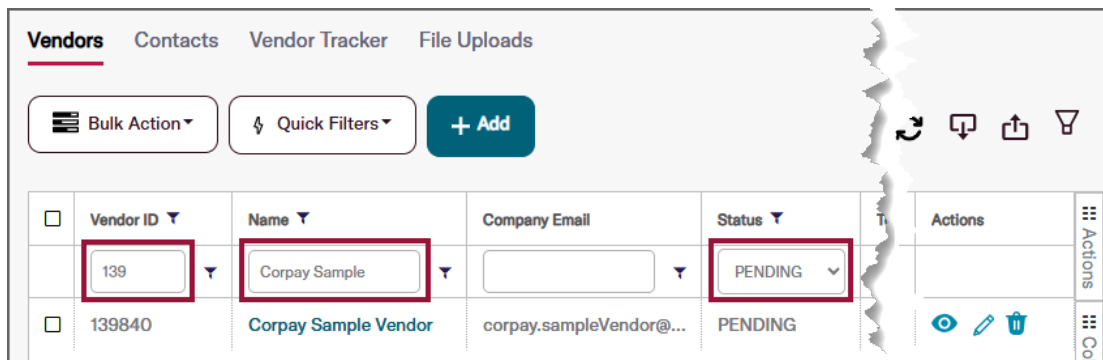 Vendors Contacts Vendor Tracker File Uploads
Bulk Action Quick Filters + Add
Vendor ID Name Company Email Status Actions
139 Corpay Sample PENDING
139840 Corpay Sample Vendor corpay.sampleVendor@... PENDING
Actions
Co